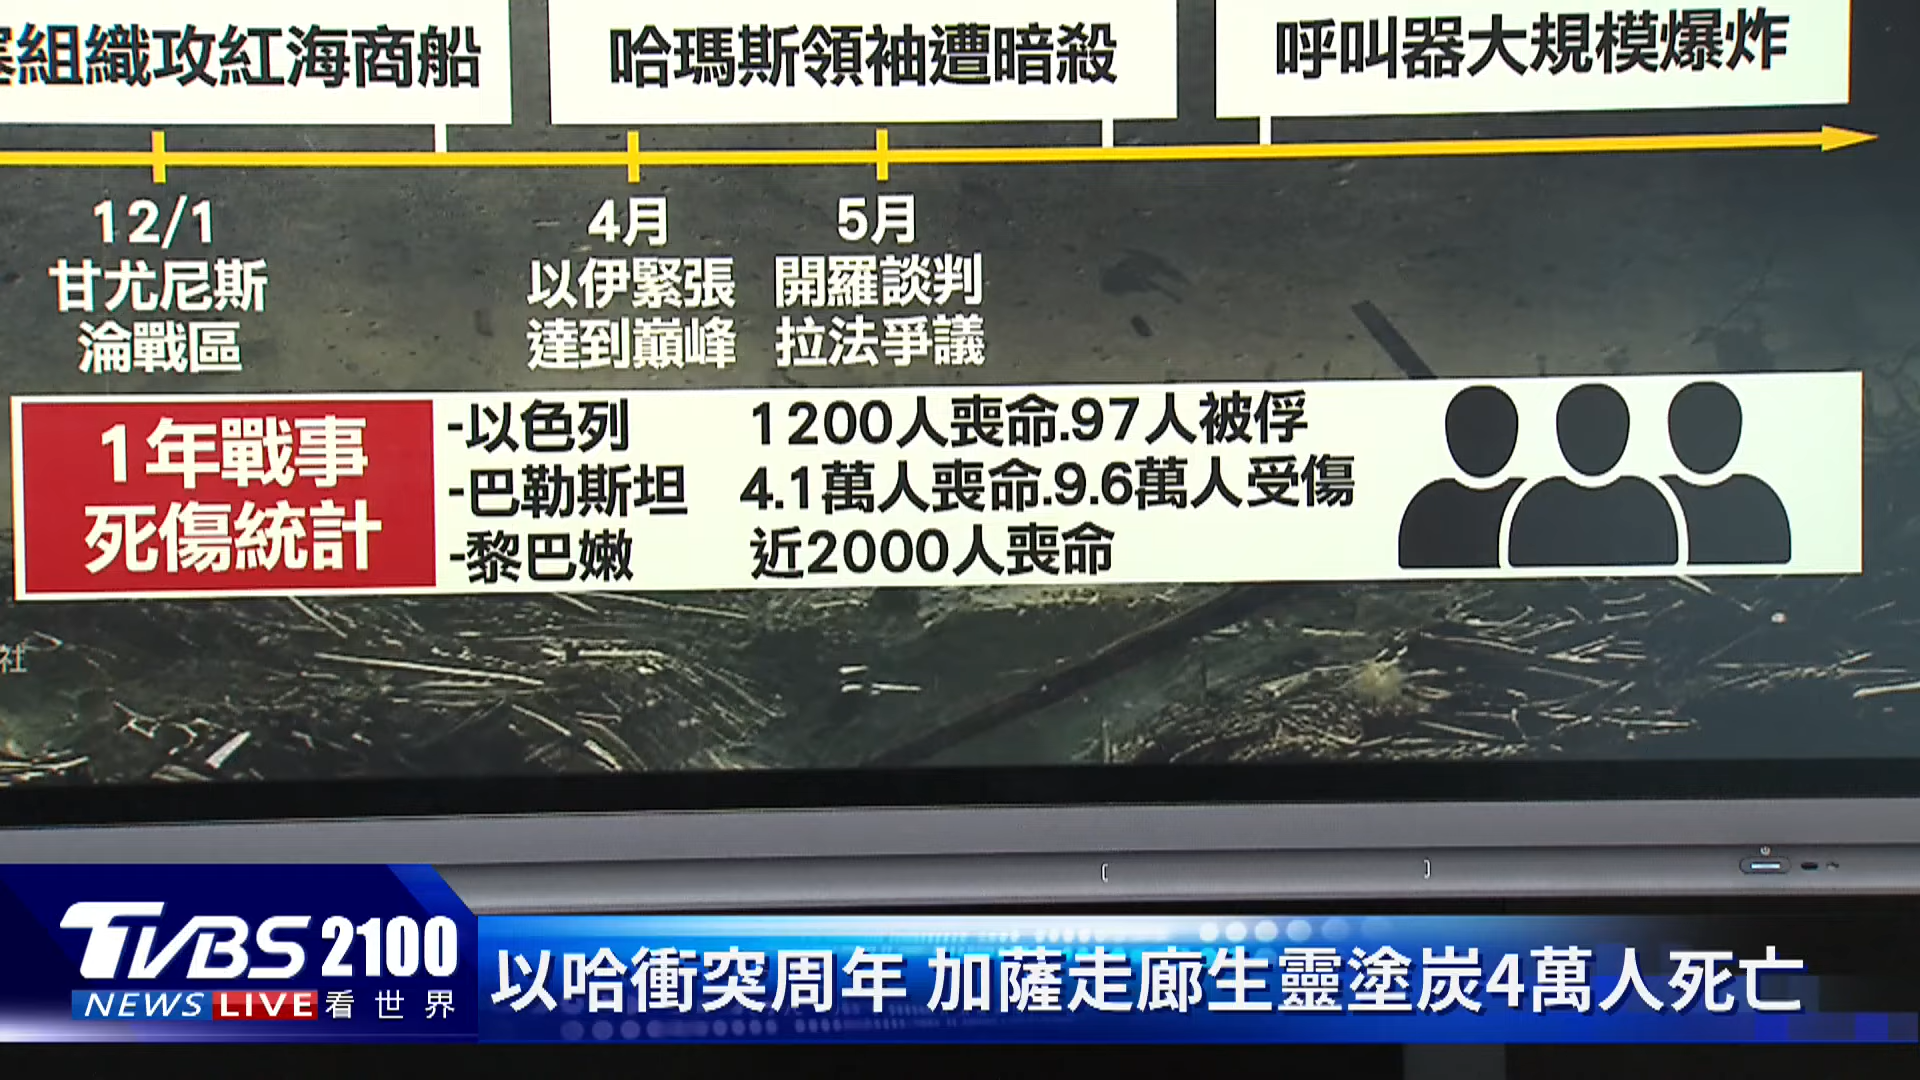 組織攻紅海商船
哈瑪斯領袖遭暗殺
呼叫器大規模爆炸
12/1
甘尤尼斯
淪戰區
4月
以伊緊張
達到巔峰
5月
開羅談判
拉法爭議
1年戰事
死傷統計
-以色列 1200人喪命.97人被俘
-巴勒斯坦 4.1萬人喪命.9.6萬人受傷
-黎巴嫩 近2000人喪命
社
TVBS 2100
NEWS LIVE 看世界
以哈衝突周年 加薩走廊生靈塗炭4萬人死亡